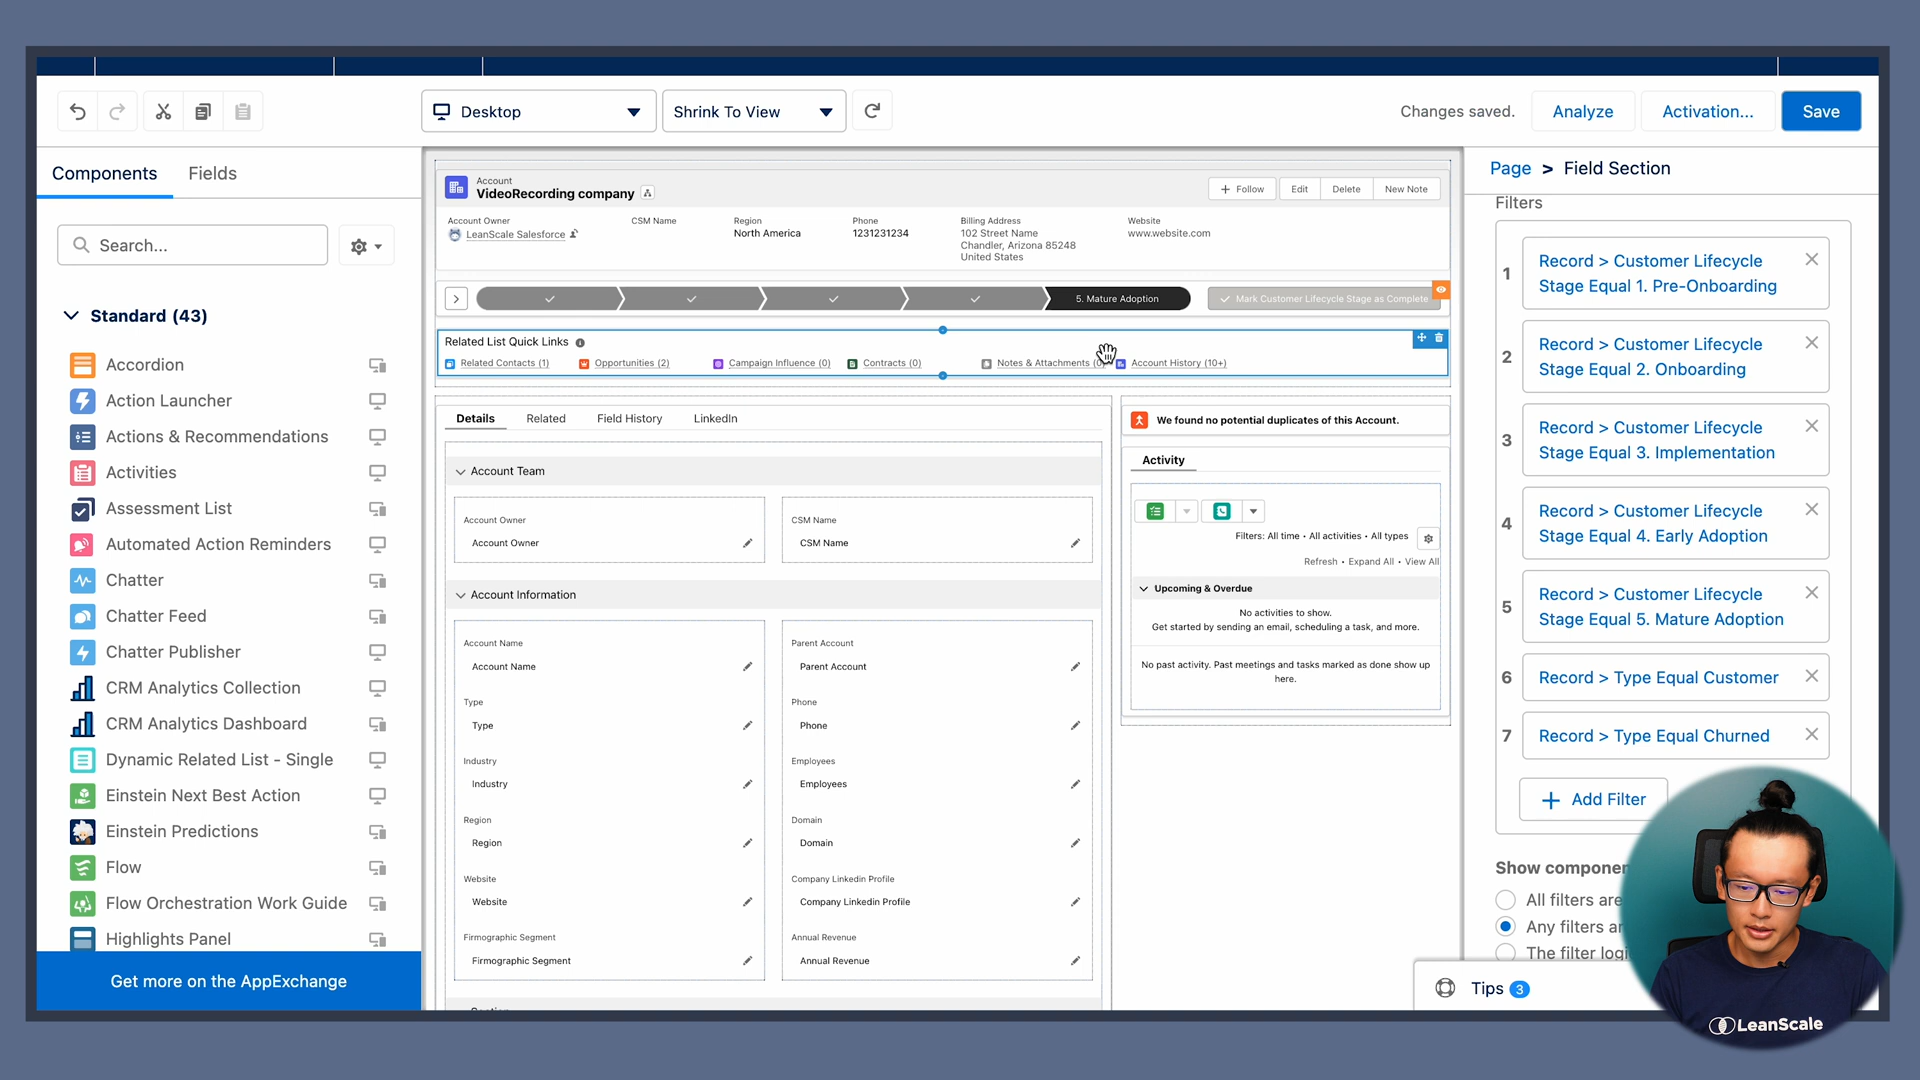 Desktop
Shrink To View
Changes saved.
Analyze
Activation...
Save
Components
Fields
Search...
Standard (43)
Accordion
Action Launcher
Actions & Recommendations
Activities
Assessment List
Automated Action Reminders
Chatter
Chatter Feed
Chatter Publisher
CRM Analytics Collection
CRM Analytics Dashboard
Dynamic Related List - Single
Einstein Next Best Action
Einstein Predictions
Flow
Flow Orchestration Work Guide
Highlights Panel
Get more on the AppExchange
Account
VideoRecording company
Follow
Edit
Delete
New Note
Account Owner
LeanScale Salesforce
CSM Name
Region
North America
Phone
1231231234
Billing Address
102 Street Name
Chandler, Arizona 85248
United States
Website
www.website.com
5. Mature Adoption
Mark Customer Lifecycle Stage as Complete
Related List Quick Links
Related Contacts (1)
Opportunities (2)
Campaign Influence (0)
Contracts (0)
Notes & Attachments
Account History (10+)
Details
Related
Field History
LinkedIn
Account Team
Account Owner
Account Owner
CSM Name
CSM Name
Account Information
Account Name
Account Name
Parent Account
Parent Account
Type
Type
Phone
Phone
Industry
Industry
Employees
Employees
Region
Region
Domain
Domain
Website
Website
Company Linkedin Profile
Company Linkedin Profile
Firmographic Segment
Firmographic Segment
Annual Revenue
Annual Revenue
We found no potential duplicates of this Account.
Activity
Filters: All time • All activities • All types
Refresh • Expand All • View All
Upcoming & Overdue
No activities to show.
Get started by sending an email, scheduling a task, and more.
No past activity. Past meetings and tasks marked as done show up
here.
Page > Field Section
Filters
1
Record > Customer Lifecycle
Stage Equal 1. Pre-Onboarding
2
Record > Customer Lifecycle
Stage Equal 2. Onboarding
3
Record > Customer Lifecycle
Stage Equal 3. Implementation
4
Record > Customer Lifecycle
Stage Equal 4. Early Adoption
5
Record > Customer Lifecycle
Stage Equal 5. Mature Adoption
6
Record > Type Equal Customer
7
Record > Type Equal Churned
Add Filter
Show componen
All filters are
Any filters ar
The filter logi
Tips 3
LeanScale